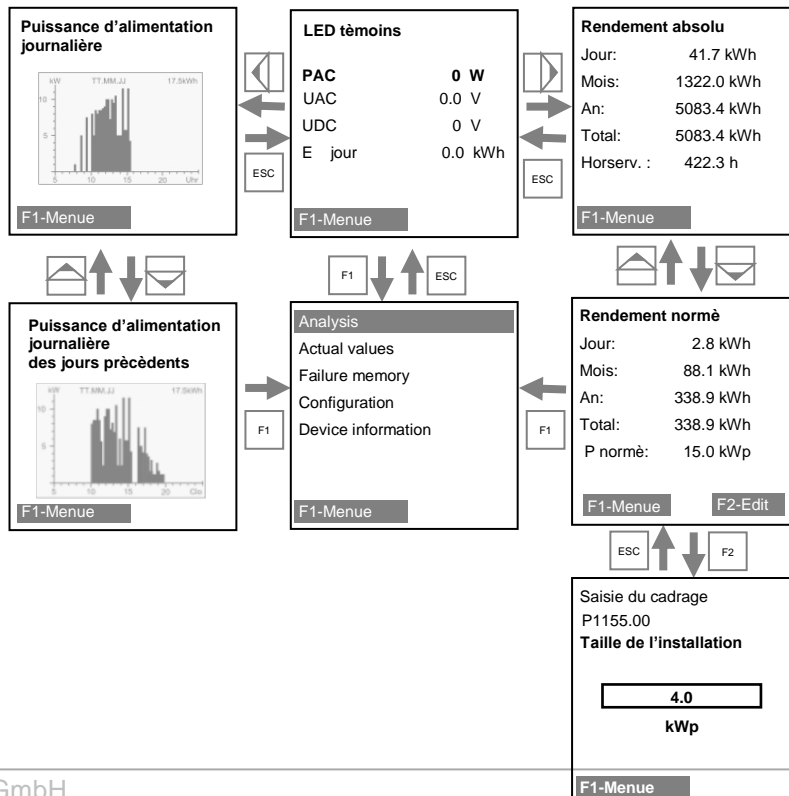 Puissance d'alimentation
journalière
kW TT.MM.JJ 17.5kWh
10
5
5 10 15 20 Uhr
F1-Menue
LED tèmoins
PAC 0 W
UAC 0.0 V
UDC 0 V
E jour 0.0 kWh
F1-Menue
Rendement absolu
Jour: 41.7 kWh
Mois: 1322.0 kWh
An: 5083.4 kWh
Total: 5083.4 kWh
Horserv. : 422.3 h
F1-Menue
ESC
ESC
F1
ESC
Puissance d'alimentation
journalière
des jours prècèdents
kW TT.MM.JJ 17.5kWh
10
5
5 10 15 20
F1-Menue
F1
Analysis
Actual values
Failure memory
Configuration
Device information
F1-Menue
F1
Rendement normè
Jour: 2.8 kWh
Mois: 88.1 kWh
An: 338.9 kWh
Total: 338.9 kWh
P normè: 15.0 kWp
F1-Menue F2-Edit
ESC
F2
Saisie du cadrage
P1155.00
Taille de l'installation
4.0
kWp
F1-Menue
GmbH